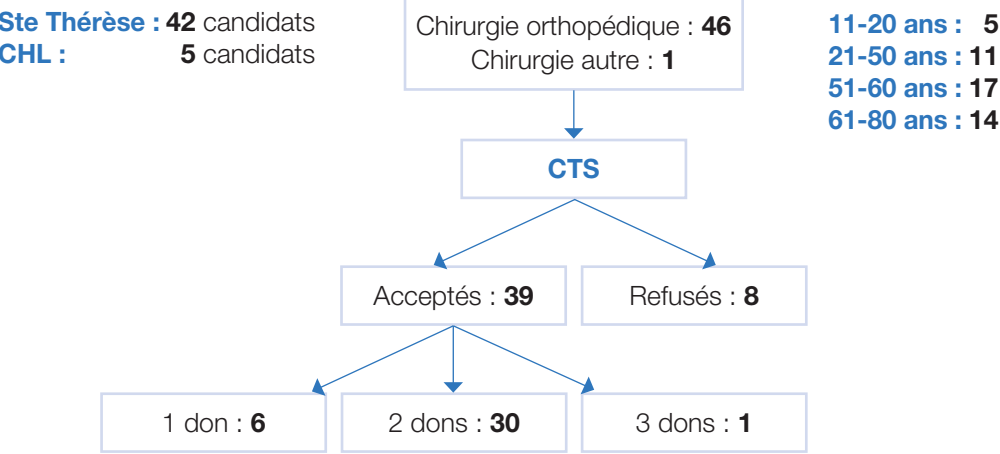 Ste Thérèse : 42 candidats
CHL : 5 candidats
Chirurgie orthopédique : 46
Chirurgie autre : 1
11-20 ans : 5
21-50 ans : 11
51-60 ans : 17
61-80 ans : 14
CTS
Acceptés : 39
Refusés : 8
1 don : 6
2 dons : 30
3 dons : 1